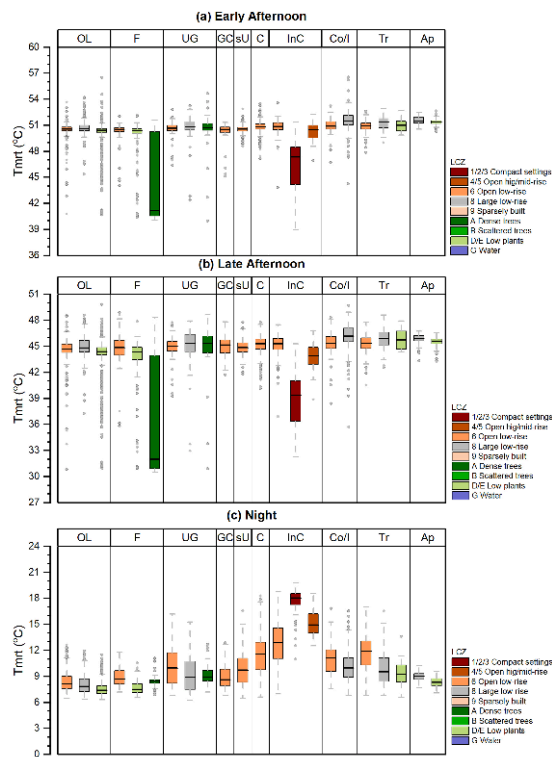 (a) Early Afternoon
OL F UG GC sU C InC Co/I Tr Ap
60
57
54
51
48
45
42
39
36
Tmrt (°C)
LCZ
1/2/3 Compact settings
4/5 Open hig/mid-rise
6 Open low-rise
8 Large low-rise
9 Sparsely built
A Dense trees
B Scattered trees
D/E Low plants
G Water
(b) Late Afternoon
OL F UG GC sU C InC Co/I Tr Ap
51
48
45
42
39
36
33
30
Tmrt (°C)
LCZ
1/2/3 Compact settings
4/5 Open hig/mid-rise
6 Open low-rise
8 Large low-rise
9 Sparsely built
A Dense trees
B Scattered trees
D/E Low plants
G Water
(c) Night
OL F UG GC sU C InC Co/I Tr Ap
24
21
18
15
12
9
6
3
0
Tmrt (°C)
LCZ
1/2/3 Compact settings
4/5 Open high/mid-rise
6 Open low rise
8 Large low-rise
9 Sparsely built
A Dense trees
B Scattered trees
D/E Low plants
G Water